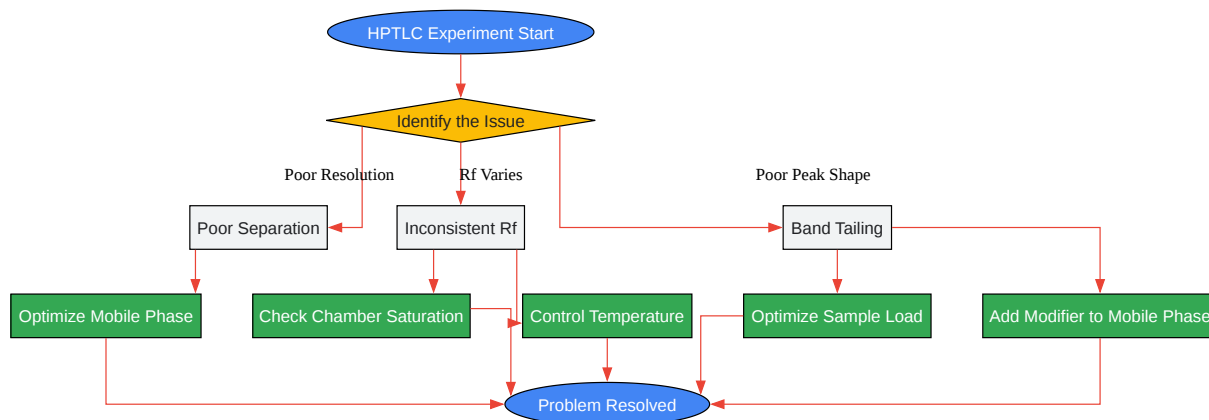 HPTLC Experiment Start
Identify the Issue
Poor Resolution
Rf Varies
Poor Peak Shape
Poor Separation
Inconsistent Rf
Band Tailing
Optimize Mobile Phase
Check Chamber Saturation
Control Temperature
Optimize Sample Load
Add Modifier to Mobile Phase
Problem Resolved